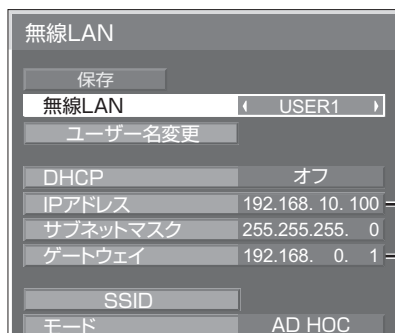 無線LAN
保存
無線LAN USER1
ユーザー名変更
DHCP オフ
IPアドレス 192.168. 10. 100
サブネットマスク 255.255.255. 0
ゲートウェイ 192.168. 0. 1
SSID
モード AD HOC